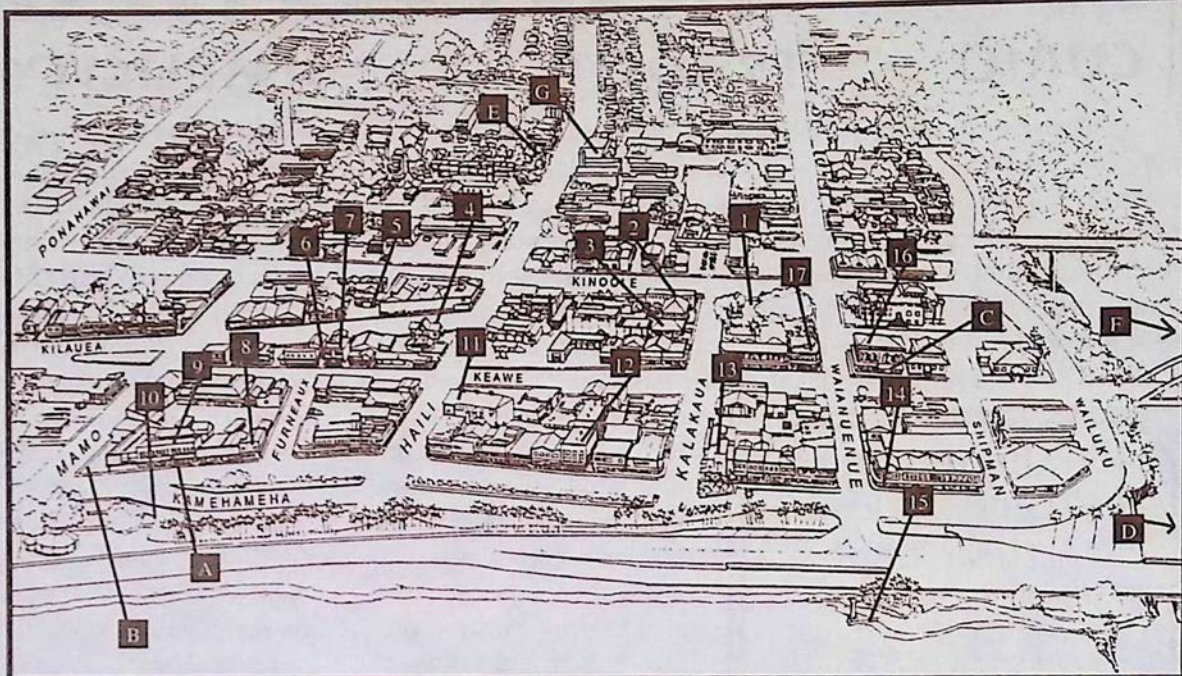 G
E
PONAHAWAI
7
5
4
6
3
2
1
17
16
KINOOLE
C
F
KILAUEA
11
12
13
8
9
10
KEAWE
14
MAMO
FURNEAUX
HAILI
KALAKAUA
WAIANUENUE
SHIPMAN
WAILUKU
KAMEHAMEHA
15
D
A
B